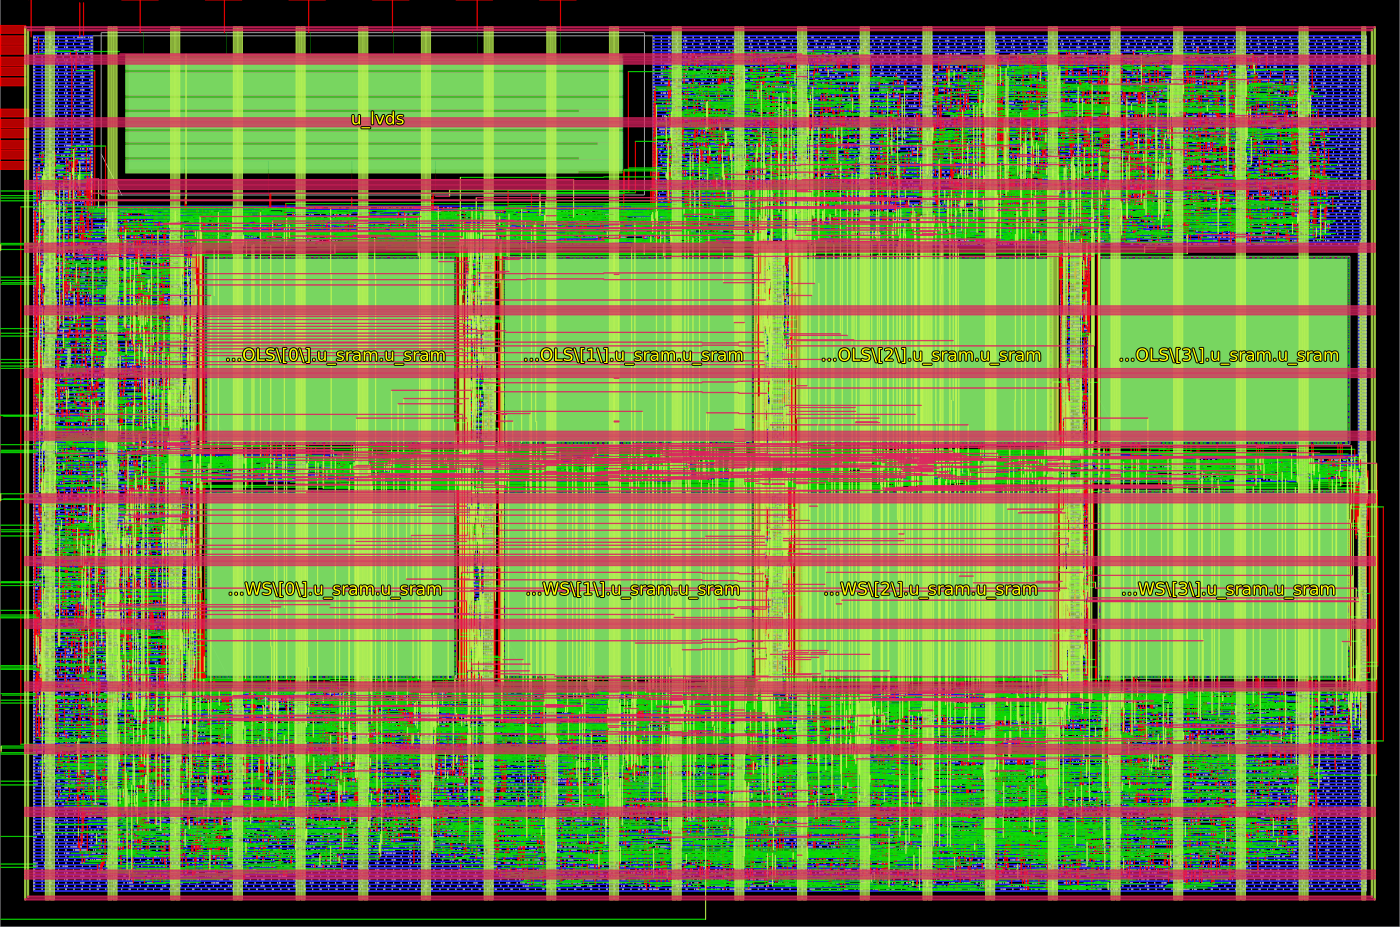 u_lvds
...OLS\[0\].u_sram.u_sram
...OLS\[1\].u_sram.u_sram
...OLS\[2\].u_sram.u_sram
...OLS\[3\].u_sram.u_sram
...WS\[0\].u_sram.u_sram
...WS\[1\].u_sram.u_sram
...WS\[2\].u_sram.u_sram
...WS\[3\].u_sram.u_sram